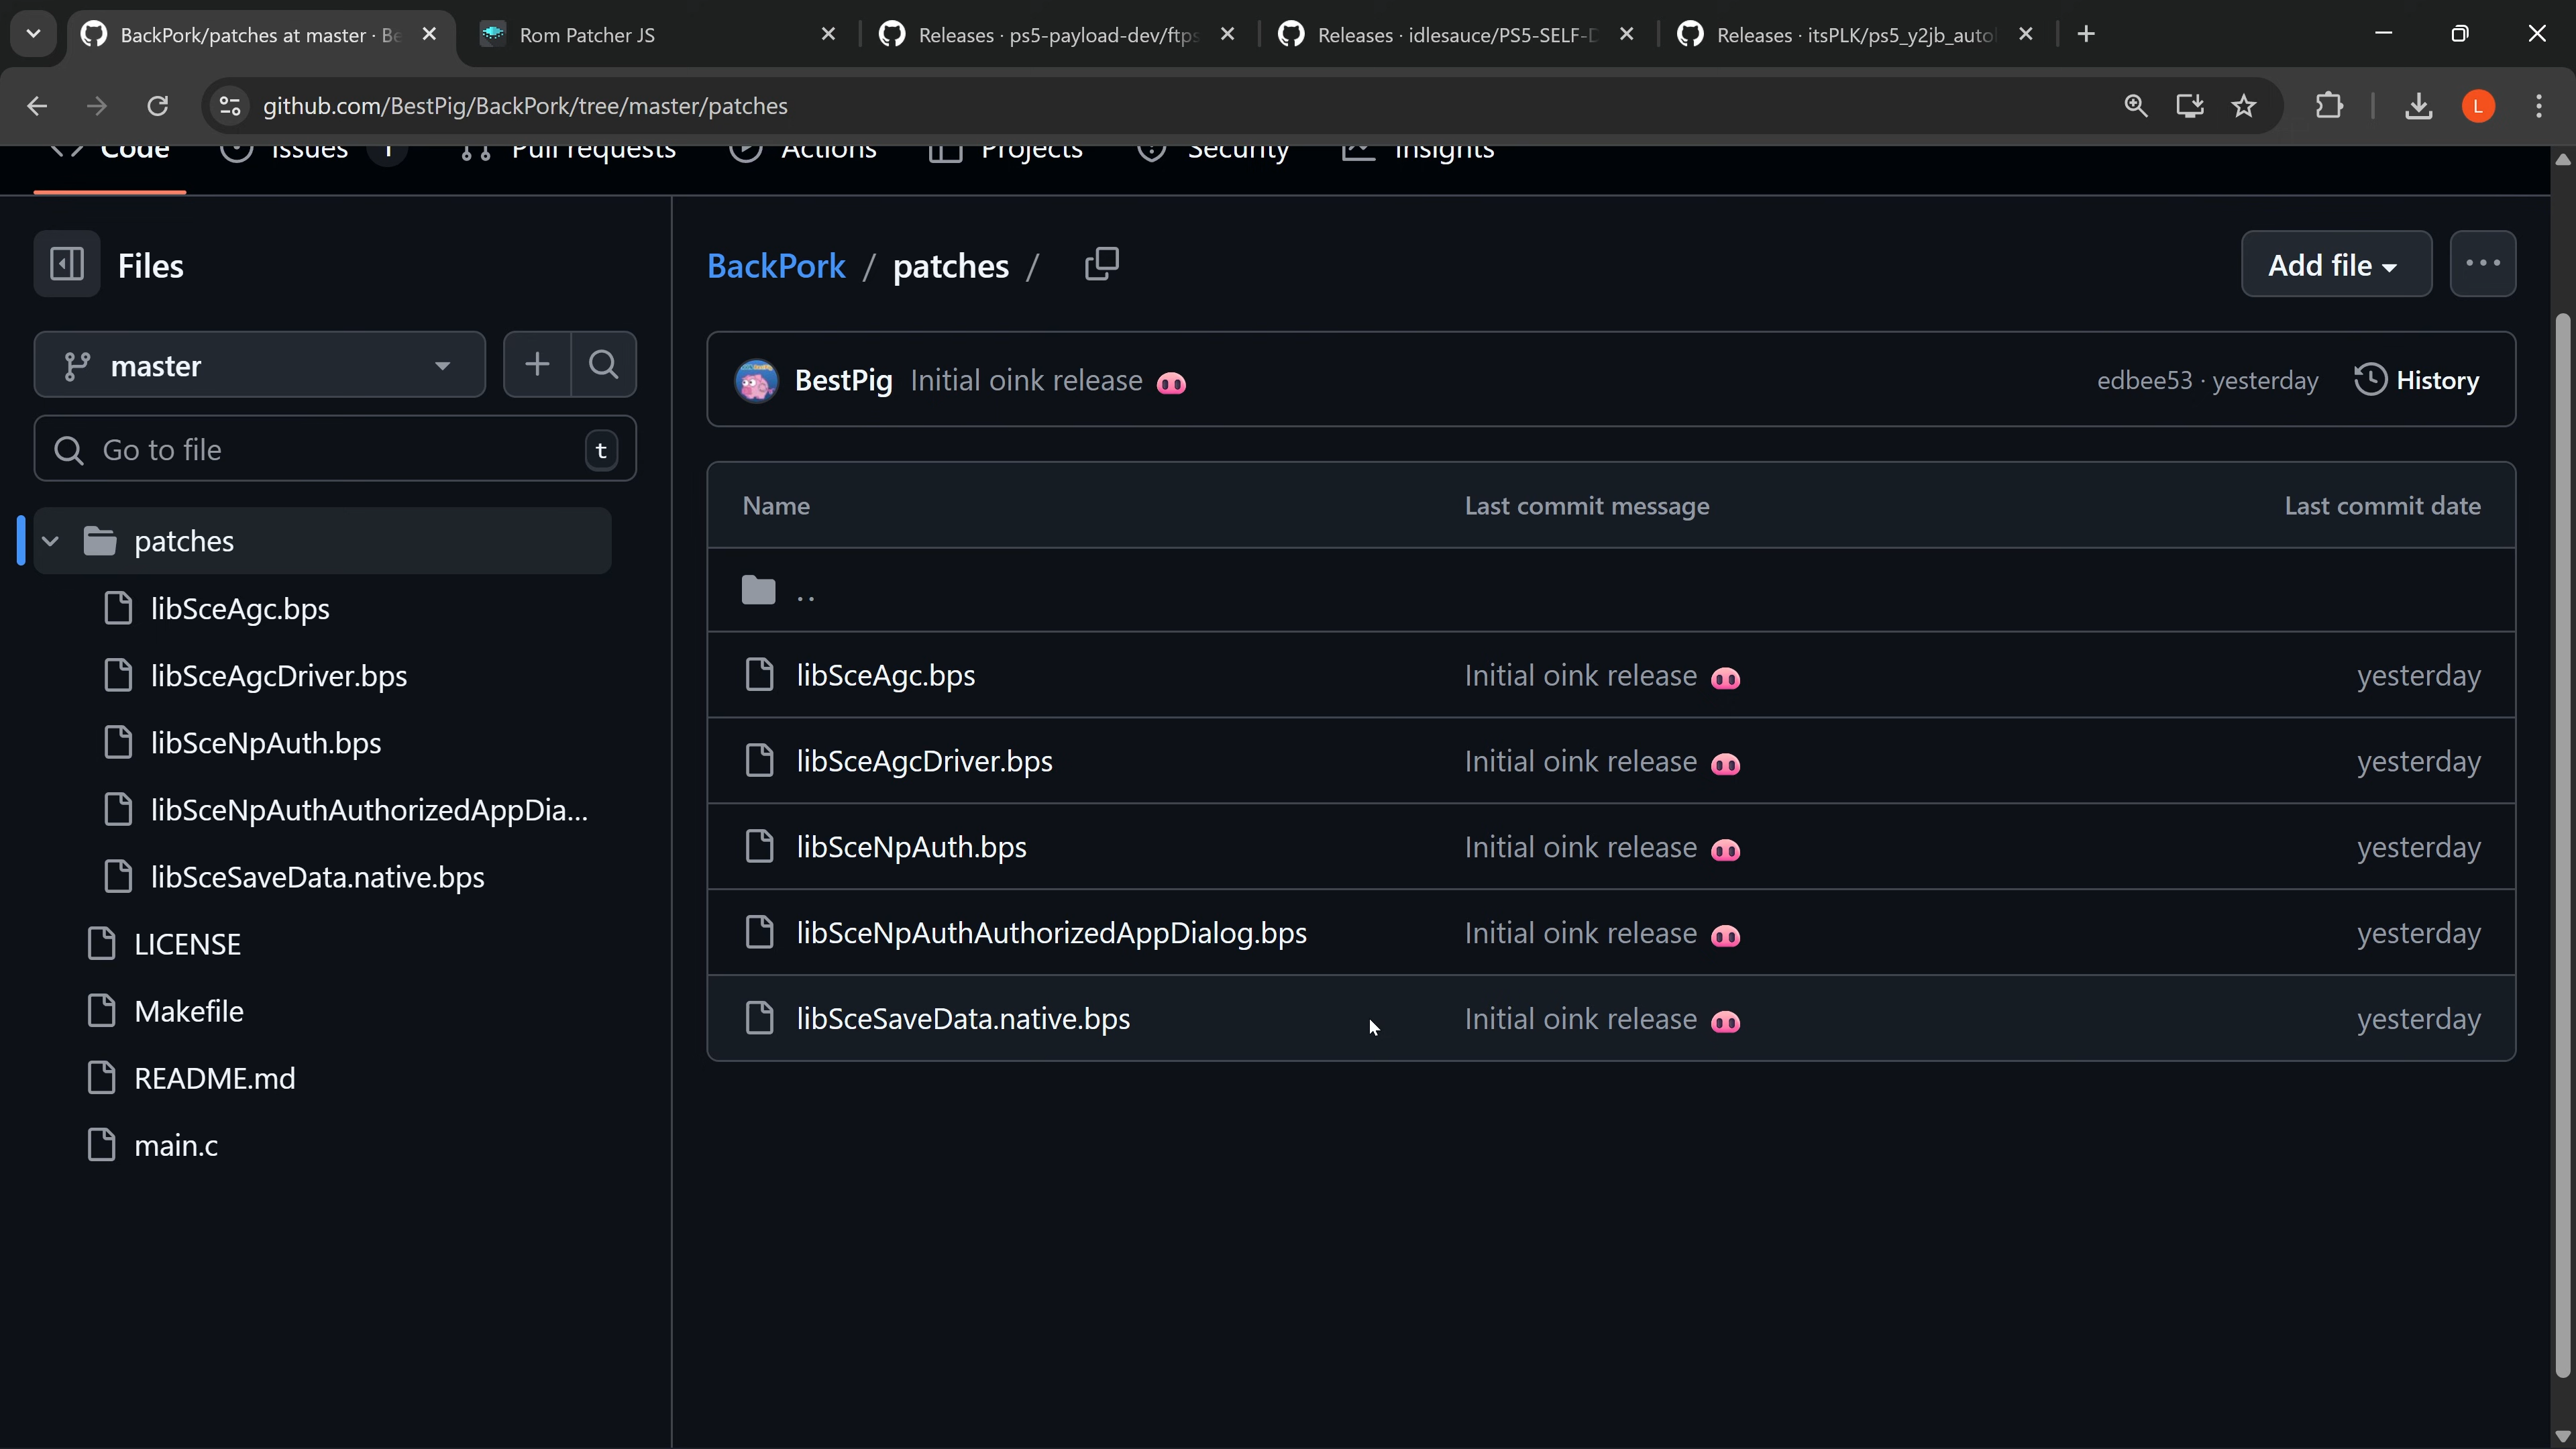 BackPork/patches at master · Be
Rom Patcher JS
Releases · ps5-payload-dev/ftps
Releases · idlesauce/PS5-SELF-D
Releases · itsPLK/ps5_y2jb_autol
github.com/BestPig/BackPork/tree/master/patches
L
Code
Issues 1
Pull requests
Actions
Projects
Security
Insights
Files
BackPork / patches /
Add file
master
BestPig Initial oink release
edbee53 · yesterday
History
Go to file
t
Name
Last commit message
Last commit date
patches
..
libSceAgc.bps
libSceAgcDriver.bps
libSceNpAuth.bps
libSceNpAuthAuthorizedAppDia...
libSceSaveData.native.bps
LICENSE
Makefile
README.md
main.c
libSceAgc.bps Initial oink release yesterday
libSceAgcDriver.bps Initial oink release yesterday
libSceNpAuth.bps Initial oink release yesterday
libSceNpAuthAuthorizedAppDialog.bps Initial oink release yesterday
libSceSaveData.native.bps Initial oink release yesterday